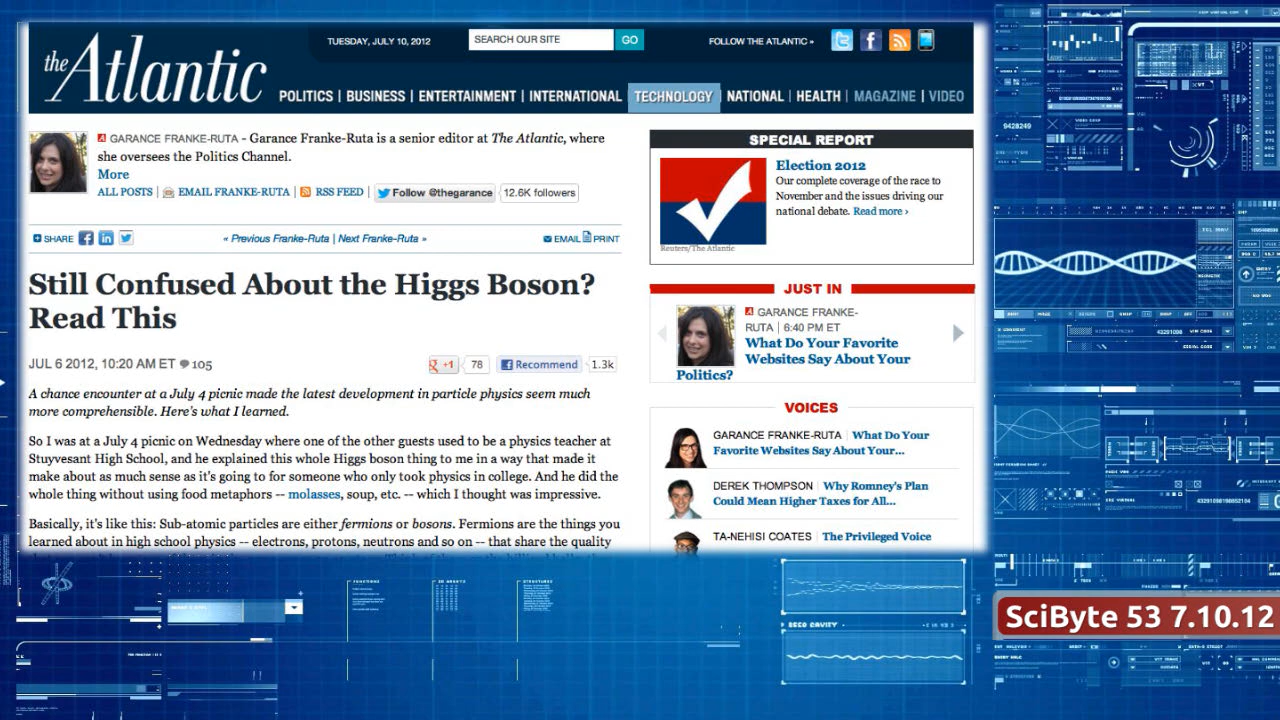 the Atlantic
TUESDAY, JULY 10, 2012
SEARCH OUR SITE
GO
FOLLOW THE ATLANTIC »
BUSINESS | ENTERTAINMENT | INTERNATIONAL | TECHNOLOGY | NATIONAL | HEALTH | MAGAZINE | VIDEO
GARANCE FRANKE-RUTA - Garance Franke-Ruta is a senior editor at The Atlantic, where
she oversees the Politics Channel.
More
ALL POSTS | EMAIL FRANKE-RUTA | RSS FEED | Follow @thegarance 12.6K followers
SHARE
« Previous Franke-Ruta | Next Franke-Ruta »
EMAIL PRINT
Still Confused About the Higgs Boson?
Read This
JUL 6 2012, 10:20 AM ET 105
+1 78 Recommend 1.3k
A chance encounter at a July 4 picnic made the latest development in particle physics seem much
more comprehensible. Here's what I learned.
So I was at a July 4 picnic on Wednesday where one of the other guests used to be a physics teacher at
Stuyvesant High School, and he explained this whole Higgs boson thing to me in a way that made it
make about as much sense as it's going to for someone who only took physics in college. And he did the
whole thing without using food metaphors -- molasses, soup, etc. -- which I thought was impressive.
Basically, it's like this: Sub-atomic particles are either fermions or bosons. Fermions are the things you
learned about in high school physics -- electrons, protons, neutrons and so on -- that share the quality
SPECIAL REPORT
Election 2012
Our complete coverage of the race to
November and the issues driving our
national debate. Read more ›
Reuters/The Atlantic
JUST IN
GARANCE FRANKE-
RUTA | 6:40 PM ET
What Do Your Favorite
Websites Say About Your
Politics?
VOICES
GARANCE FRANKE-RUTA | What Do Your
Favorite Websites Say About Your...
DEREK THOMPSON | Why Romney's Plan
Could Mean Higher Taxes for All...
TA-NEHISI COATES | The Privileged Voice
9428249
SciByte 53 7.10.12